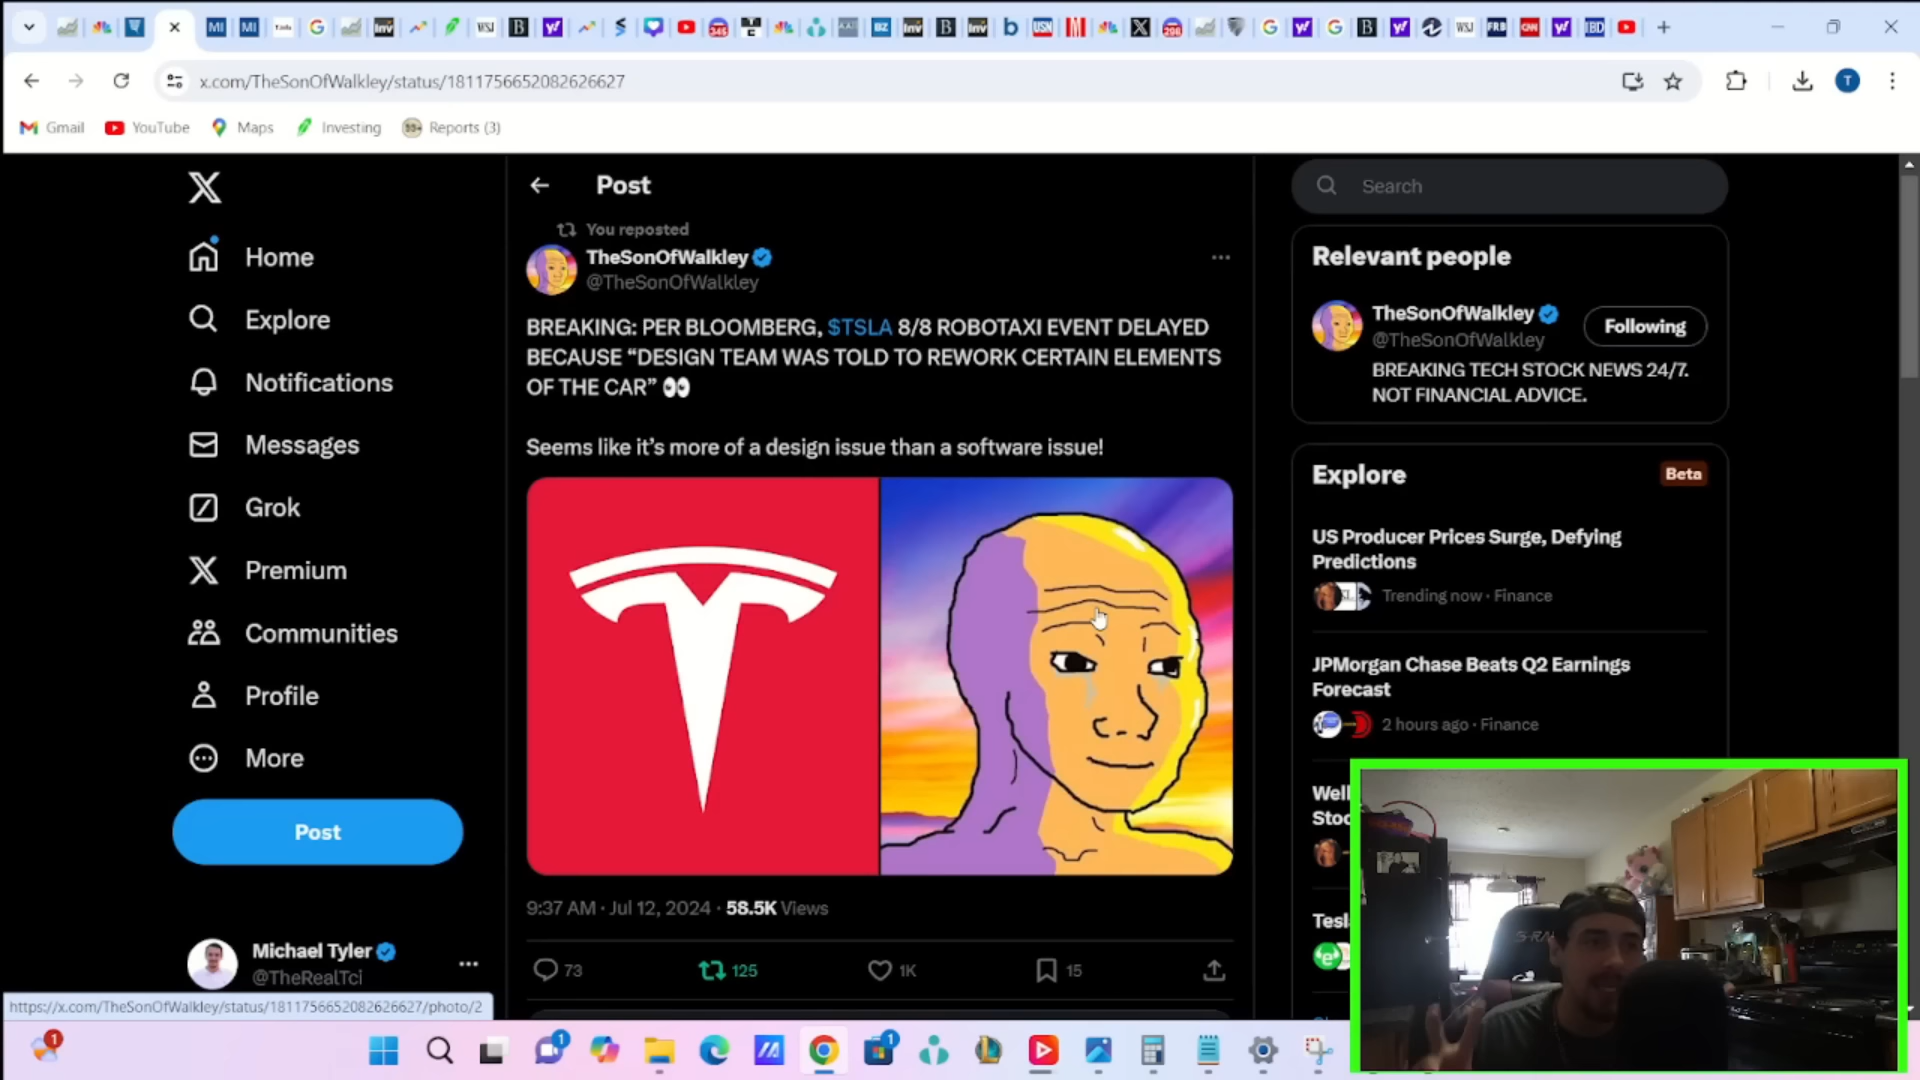 x.com/TheSonOfWalkley/status/1811756652082626627
Gmail
YouTube
Maps
Investing
Reports (3)
Home
Explore
Notifications
Messages
Grok
Premium
Communities
Profile
More
Post
Michael Tyler
@TheRealTci
https://x.com/TheSonOfWalkley/status/1811756652082626627/photo/2
Post
You reposted
TheSonOfWalkley
@TheSonOfWalkley
BREAKING: PER BLOOMBERG, $TSLA 8/8 ROBOTAXI EVENT DELAYED
BECAUSE “DESIGN TEAM WAS TOLD TO REWORK CERTAIN ELEMENTS
OF THE CAR” 👀
Seems like it’s more of a design issue than a software issue!
9:37 AM · Jul 12, 2024 · 58.5K Views
73
125
1K
15
Search
Relevant people
TheSonOfWalkley
@TheSonOfWalkley
Following
BREAKING TECH STOCK NEWS 24/7.
NOT FINANCIAL ADVICE.
Explore
Beta
US Producer Prices Surge, Defying
Predictions
Trending now · Finance
JPMorgan Chase Beats Q2 Earnings
Forecast
2 hours ago · Finance